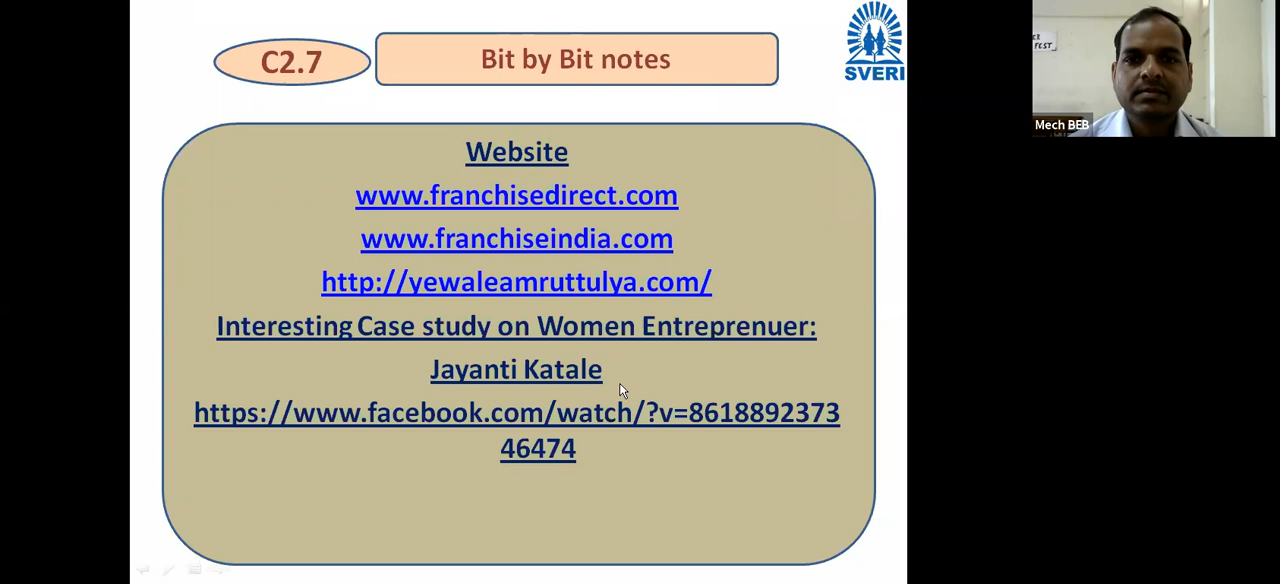 C2.7
Bit by Bit notes
SVERI
Website
www.franchisedirect.com
www.franchiseindia.com
http://yewaleamruttulya.com/
Interesting Case study on Women Entreprenuer:
Jayanti Katale
https://www.facebook.com/watch/?v=8618892373
46474
FEST
Mech BEB